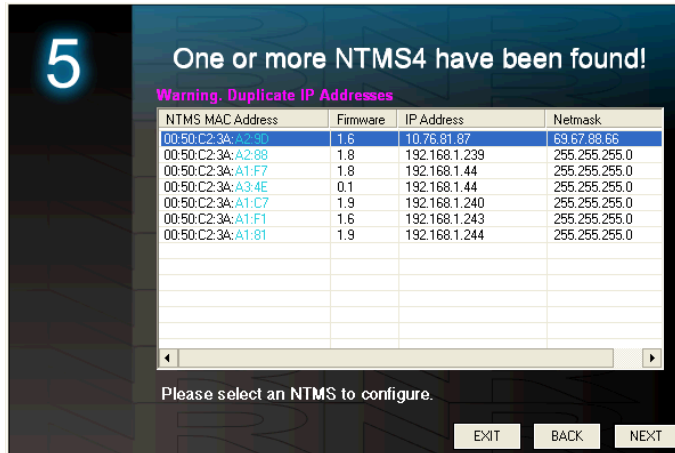 5
One or more NTMS4 have been found!
Warning. Duplicate IP Addresses
NTMS MAC Address Firmware IP Address Netmask
00:50:C2:3A:A2:9D 1.6 10.76.81.87 69.67.88.66
00:50:C2:3A:A2:88 1.8 192.168.1.239 255.255.255.0
00:50:C2:3A:A1:F7 1.8 192.168.1.44 255.255.255.0
00:50:C2:3A:A3:4E 0.1 192.168.1.44 255.255.255.0
00:50:C2:3A:A1:C7 1.9 192.168.1.240 255.255.255.0
00:50:C2:3A:A1:F1 1.6 192.168.1.243 255.255.255.0
00:50:C2:3A:A1:81 1.9 192.168.1.244 255.255.255.0
Please select an NTMS to configure.
EXIT BACK NEXT